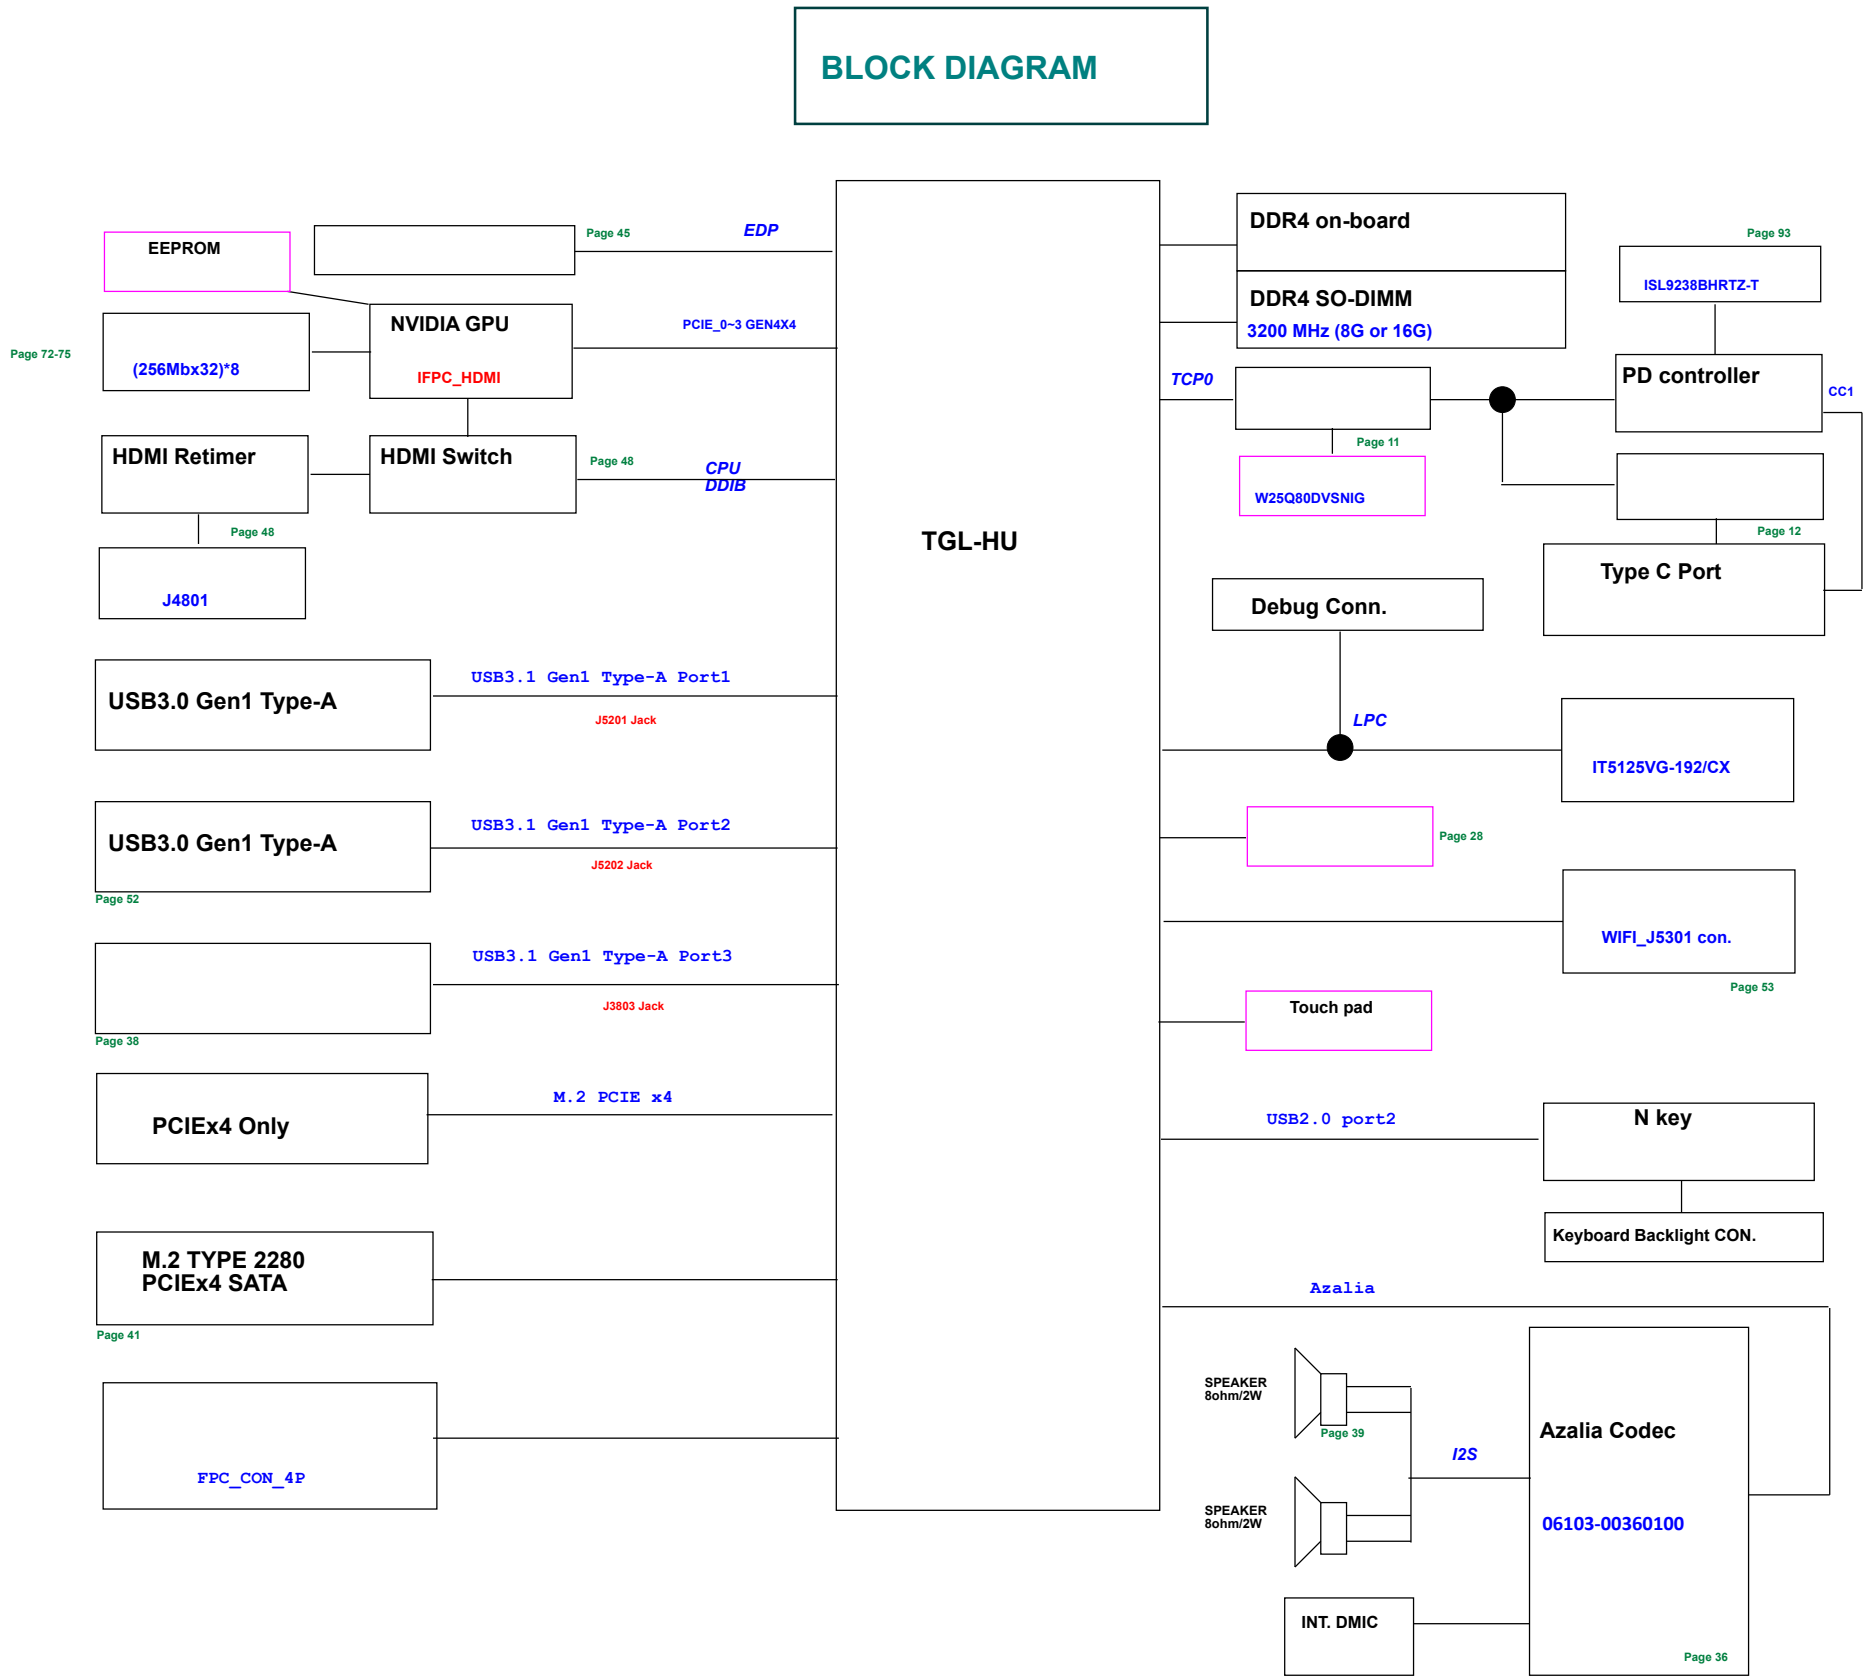 BLOCK DIAGRAM
EEPROM
Page 45
EDP
Page 72-75
(256Mbx32)*8
NVIDIA GPU
IFPC_HDMI
PCIE_0~3 GEN4X4
HDMI Retimer
HDMI Switch
Page 48
CPU
DDIB
Page 48
J4801
USB3.0 Gen1 Type-A
USB3.1 Gen1 Type-A Port1
J5201 Jack
USB3.0 Gen1 Type-A
USB3.1 Gen1 Type-A Port2
J5202 Jack
Page 52
USB3.1 Gen1 Type-A Port3
J3803 Jack
Page 38
PCIEx4 Only
M.2 PCIE x4
M.2 TYPE 2280
PCIEx4 SATA
Page 41
FPC_CON_4P
TGL-HU
DDR4 on-board
DDR4 SO-DIMM
3200 MHz (8G or 16G)
Page 93
ISL9238BHRTZ-T
TCP0
PD controller
CC1
Page 11
W25Q80DVSNIG
Page 12
Type C Port
Debug Conn.
LPC
IT5125VG-192/CX
Page 28
WIFI_J5301 con.
Page 53
Touch pad
USB2.0 port2
N key
Keyboard Backlight CON.
Azalia
SPEAKER
8ohm/2W
Page 39
I2S
Azalia Codec
SPEAKER
8ohm/2W
06103-00360100
INT. DMIC
Page 36